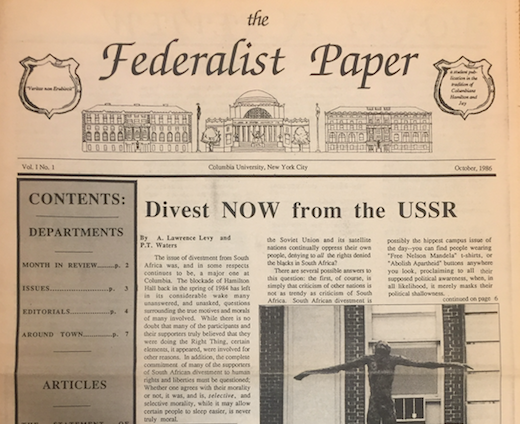 the
Federalist Paper
"Veritas non Erubiscit"
a student pub-
lication in the
tradition of
Columbians
Hamilton and
Jay
Vol. I No. 1
Columbia University, New York City
October, 1986
CONTENTS:
DEPARTMENTS
MONTH IN REVIEW......p. 2
ISSUES...................... 3
EDITORIALS................ 4
AROUND TOWN.........p. 7
ARTICLES
THE STATEMENT OF
Divest NOW from the USSR
By A. Lawrence Levy and
P.T. Waters
The issue of divestment from South
Africa was, and in some respects
continues to be, a major one at
Columbia. The blockade of Hamilton
Hall back in the spring of 1984 has left
in its considerable wake many
unanswered, and unasked, questions
surrounding the true motives and morals
of many involved. While there is no
doubt that many of the participants and
their supporters truly believed that they
were doing the Right Thing, certain
elements, it appeared, were involved for
other reasons. In addition, the complete
commitment of many of the supporters
of South African divestment to human
rights and liberties must be questioned;
Whether one agrees with their morality
or not, it was, and is, selective, and
selective morality, while it may allow
certain people to sleep easier, is never
truly moral.
the Soviet Union and its satellite
nations continually oppress their own
people, denying to all the rights denied
the blacks in South Africa?
There are several possible answers to
this question: the first, of course, is
simply that criticism of other nations is
not as trendy as criticism of South
Africa. South African divestment is
possibly the hippest campus issue of
the day—you can find people wearing
"Free Nelson Mandela" t-shirts, or
"Abolish Apartheid" buttons anywhere
you look, proclaiming to all their
supposed political awareness, when, in
all likelihood, it merely masks their
political shallowness.
continued on page 6